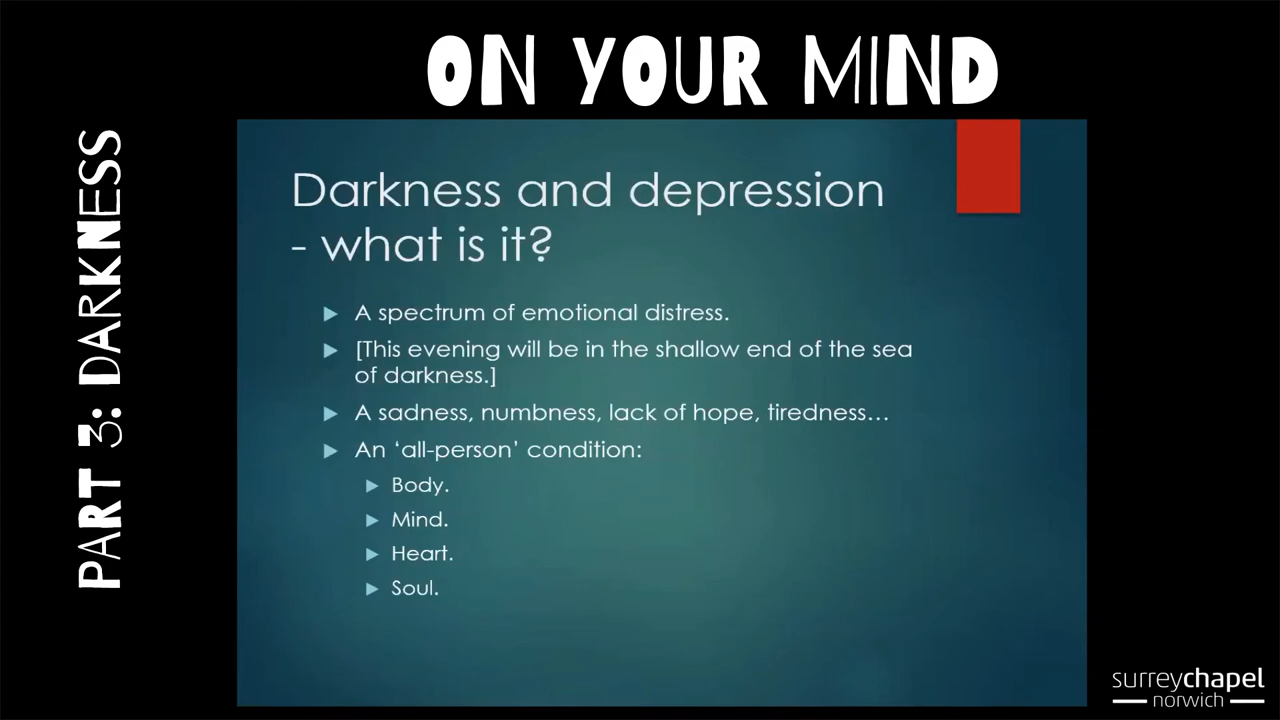 ON YOUR MIND
PART 3: DARKNESS
Darkness and depression
- what is it?
A spectrum of emotional distress.
[This evening will be in the shallow end of the sea
of darkness.]
A sadness, numbness, lack of hope, tiredness…
An ‘all-person’ condition:
Body.
Mind.
Heart.
Soul.
surreychapel
norwich